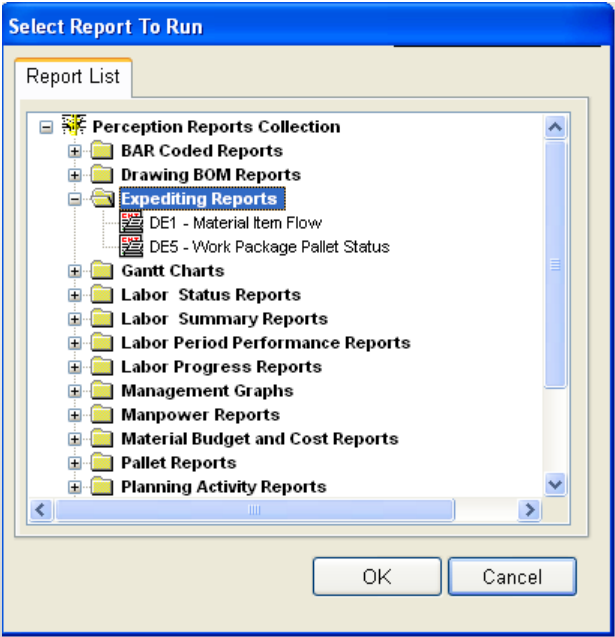 Select Report To Run
Report List
Perception Reports Collection
BAR Coded Reports
Drawing BOM Reports
Expediting Reports
DE1 - Material Item Flow
DE5 - Work Package Pallet Status
Gantt Charts
Labor  Status Reports
Labor  Summary Reports
Labor Period Performance Reports
Labor Progress Reports
Management Graphs
Manpower Reports
Material Budget and Cost Reports
Pallet Reports
Planning Activity Reports
OK
Cancel